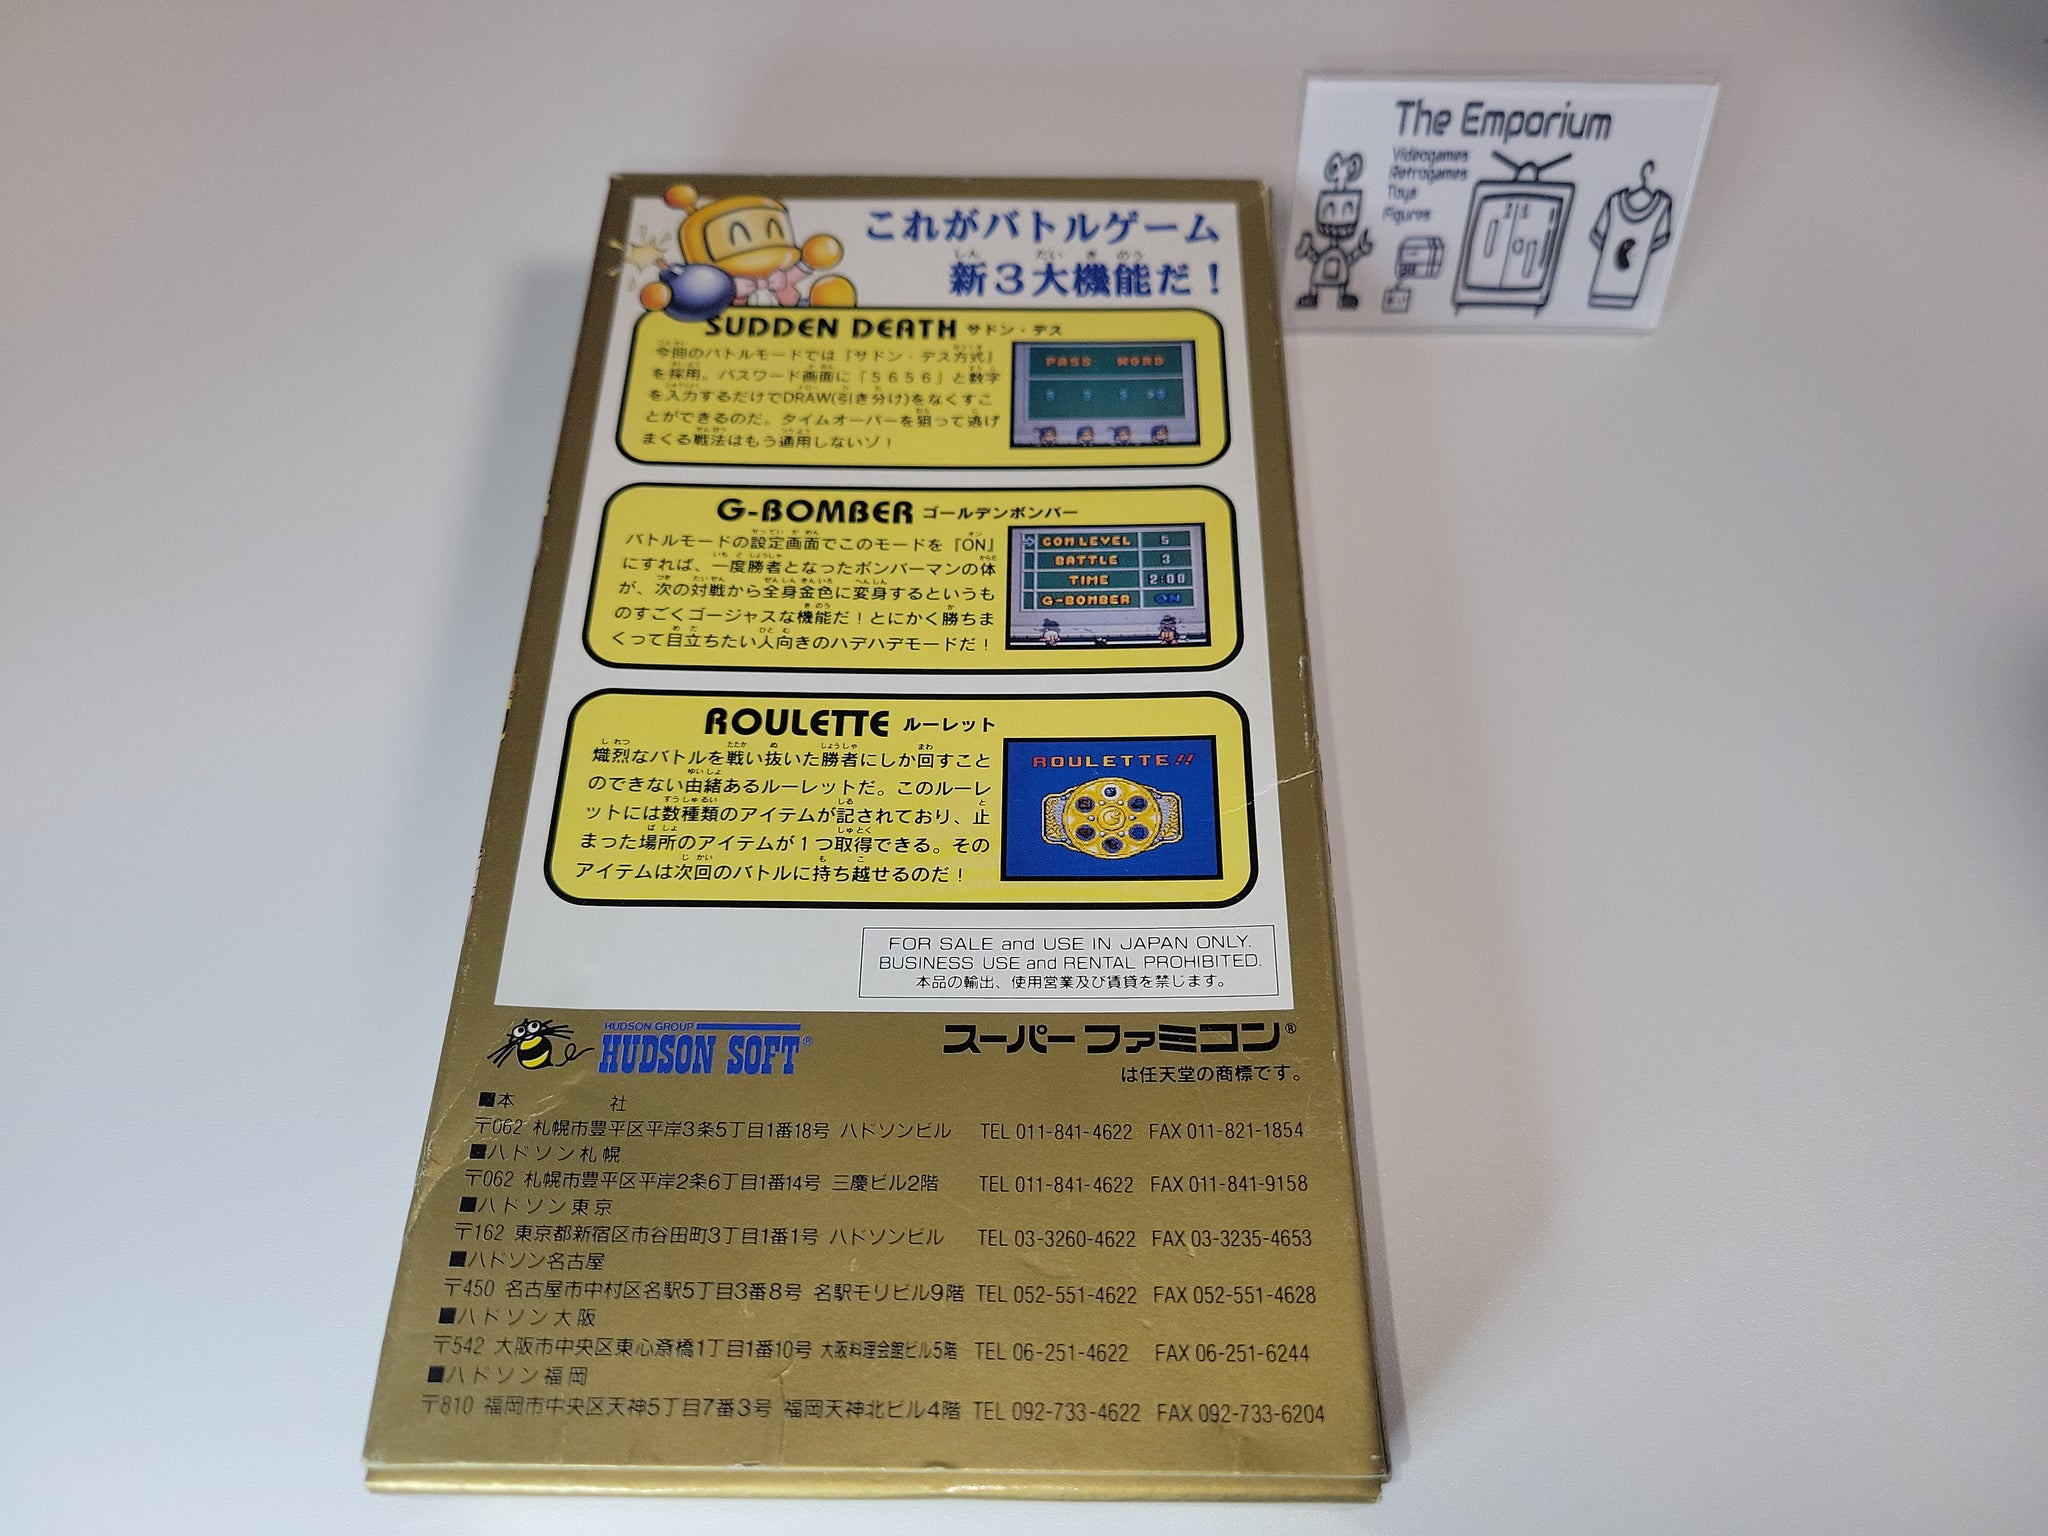 The Emporium
Videogames
Retrogames
Toys
Figures
これがバトルゲーム
新3大機能だ！
SUDDEN DEATH サドン・デス
今回のバトルモードでは『サドン・デス方式』
を採用。パスワード画面に「5656」と数字
を入力するだけでDRAW(引き分け)をなくすこ
とができるのだ。タイムオーバーを狙って逃げ
まくる戦法はもう通用しないゾ！
PASS WORD
G-BOMBER ゴールデンボンバー
バトルモードの設定画面でこのモードを『ON』
にすれば、一度勝者となったボンバーマンの体
が、次の対戦から全身金色に変身するというも
のすごくゴージャスな機能だ！とにかく勝ちま
くって目立ちたい人向きのハデハデモードだ！
COM LEVEL 5
BATTLE 3
TIME 2:00
G-BOMBER ON
ROULETTE ルーレット
熾烈なバトルを戦い抜いた勝者にしか回すこと
のできない由緒あるルーレットだ。このルーレ
ットには数種類のアイテムが記されており、止
まった場所のアイテムが1つ取得できる。その
アイテムは次回のバトルに持ち越せるのだ！
ROULETTE!!
FOR SALE and USE IN JAPAN ONLY.
BUSINESS USE and RENTAL PROHIBITED.
本品の輸出、使用営業及び賃貸を禁じます。
HUDSON GROUP
HUDSON SOFT®
スーパーファミコン®
は任天堂の商標です。
■本 社
〒062 札幌市豊平区平岸3条5丁目1番18号 ハドソンビル TEL 011-841-4622 FAX 011-821-1854
■ハドソン札幌
〒062 札幌市豊平区平岸2条6丁目1番14号 三慶ビル2階 TEL 011-841-4622 FAX 011-841-9158
■ハドソン東京
〒162 東京都新宿区市谷田町3丁目1番1号 ハドソンビル TEL 03-3260-4622 FAX 03-3235-4653
■ハドソン名古屋
〒450 名古屋市中村区名駅5丁目3番8号 名駅モリビル9階 TEL 052-551-4622 FAX 052-551-4628
■ハドソン大阪
〒542 大阪市中央区東心斎橋1丁目1番10号 大阪料理会館ビル5階 TEL 06-251-4622 FAX 06-251-6244
■ハドソン福岡
〒810 福岡市中央区天神5丁目7番3号 福岡天神北ビル4階 TEL 092-733-4622 FAX 092-733-6204